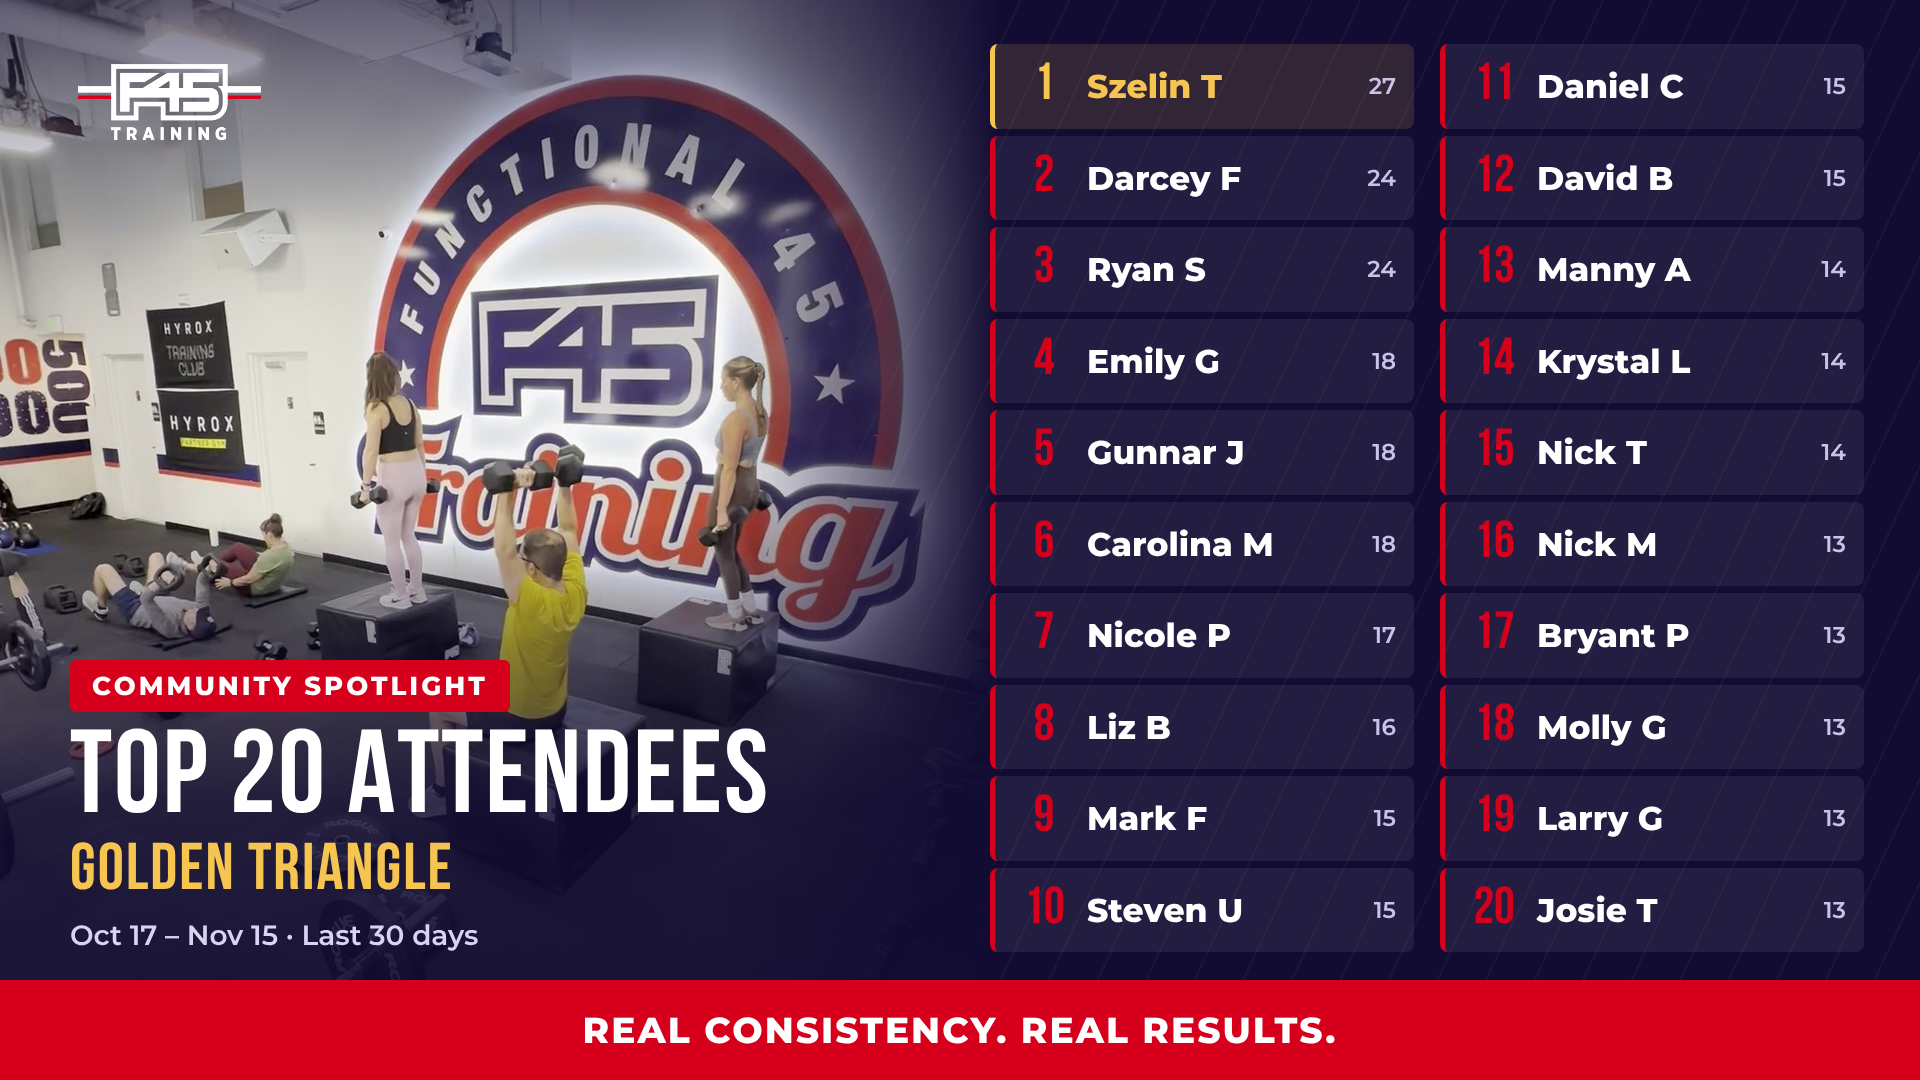 F45
TRAINING
FUNCTIONAL 45
F45
Training
HYROX
TRAINING
CLUB
HYROX
PARTNER GYM
COMMUNITY SPOTLIGHT
TOP 20 ATTENDEES
GOLDEN TRIANGLE
Oct 17 – Nov 15 · Last 30 days
1 Szelin T 27
2 Darcey F 24
3 Ryan S 24
4 Emily G 18
5 Gunnar J 18
6 Carolina M 18
7 Nicole P 17
8 Liz B 16
9 Mark F 15
10 Steven U 15
11 Daniel C 15
12 David B 15
13 Manny A 14
14 Krystal L 14
15 Nick T 14
16 Nick M 13
17 Bryant P 13
18 Molly G 13
19 Larry G 13
20 Josie T 13
REAL CONSISTENCY. REAL RESULTS.